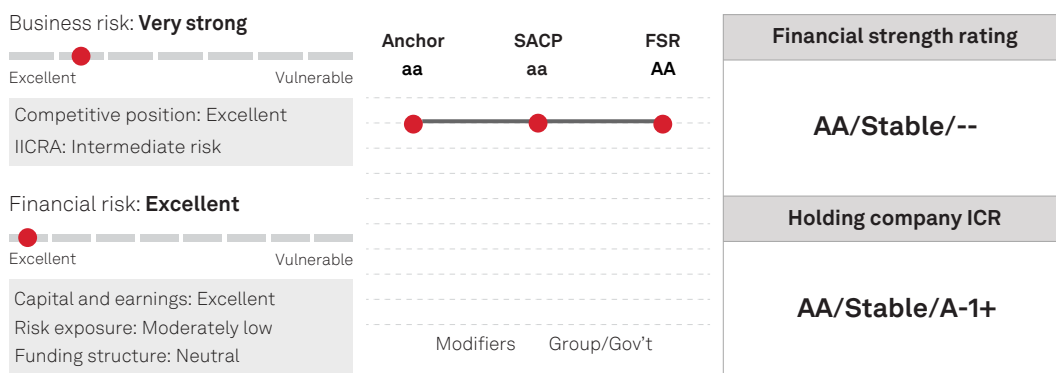 Business risk: Very strong
Excellent Vulnerable
Competitive position: Excellent
IICRA: Intermediate risk
Financial risk: Excellent
Excellent Vulnerable
Capital and earnings: Excellent
Risk exposure: Moderately low
Funding structure: Neutral
Anchor SACP FSR
aa aa AA
Modifiers Group/Gov't
Financial strength rating
AA/Stable/--
Holding company ICR
AA/Stable/A-1+